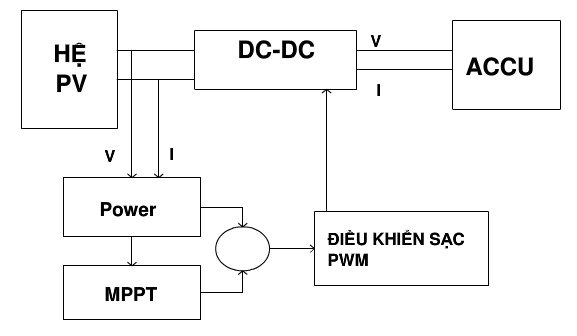 HỆ
PV
DC-DC
V
I
ACCU
V
I
Power
MPPT
ĐIỀU KHIỂN SẠC
PWM